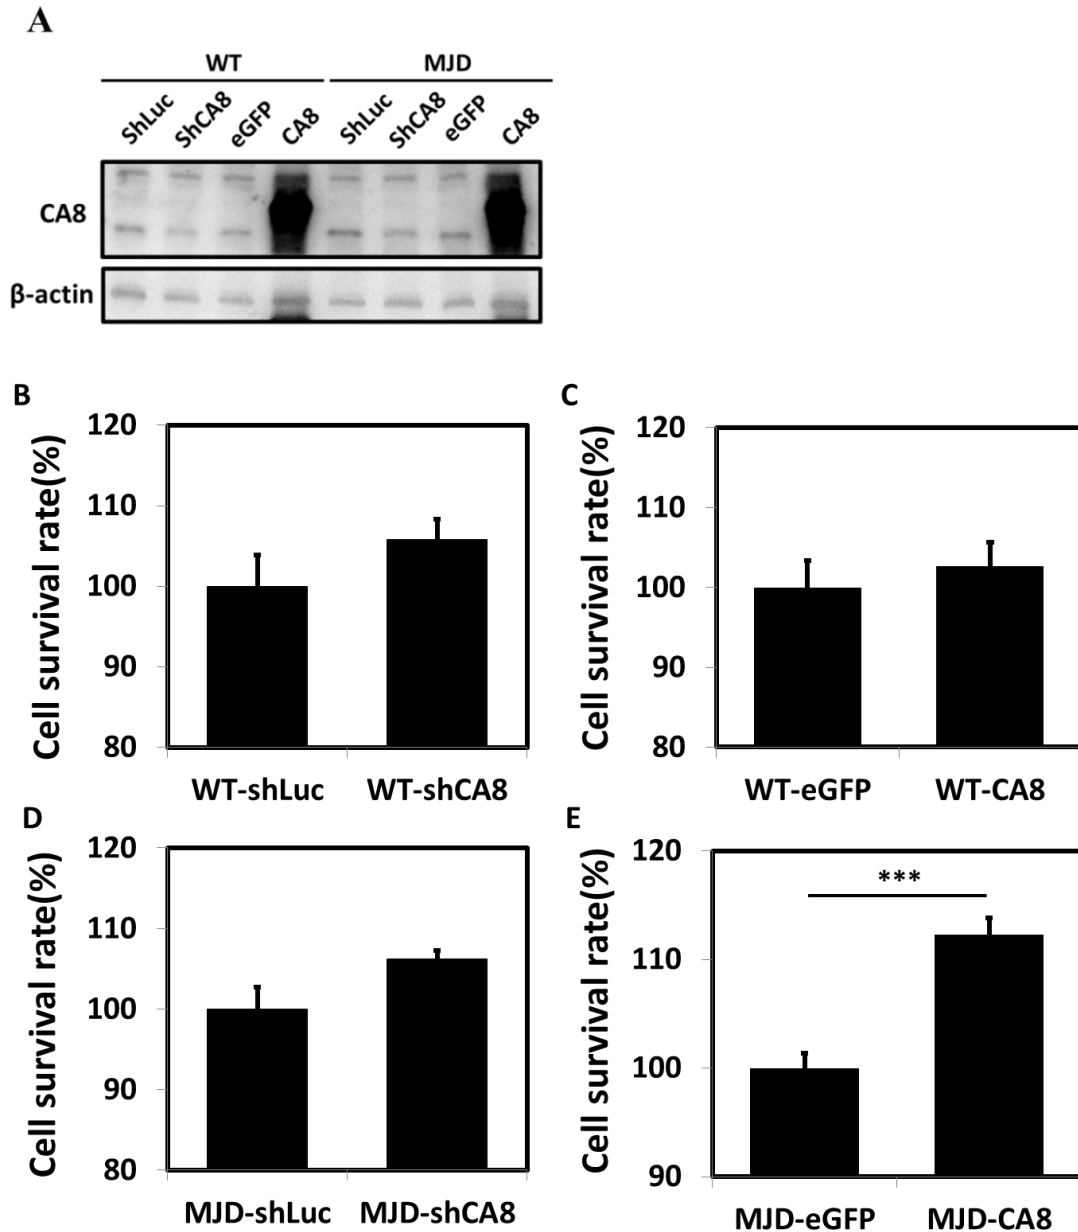 A
WT MJD
ShLuc ShCA8 eGFP CA8 ShLuc ShCA8 eGFP CA8
CA8
β-actin
B
Cell survival rate(%)
120
110
100
90
80
WT-shLuc WT-shCA8
C
Cell survival rate(%)
120
110
100
90
80
WT-eGFP WT-CA8
D
Cell survival rate(%)
120
110
100
90
80
MJD-shLuc MJD-shCA8
E
Cell survival rate(%)
120
110
100
90
***
MJD-eGFP MJD-CA8